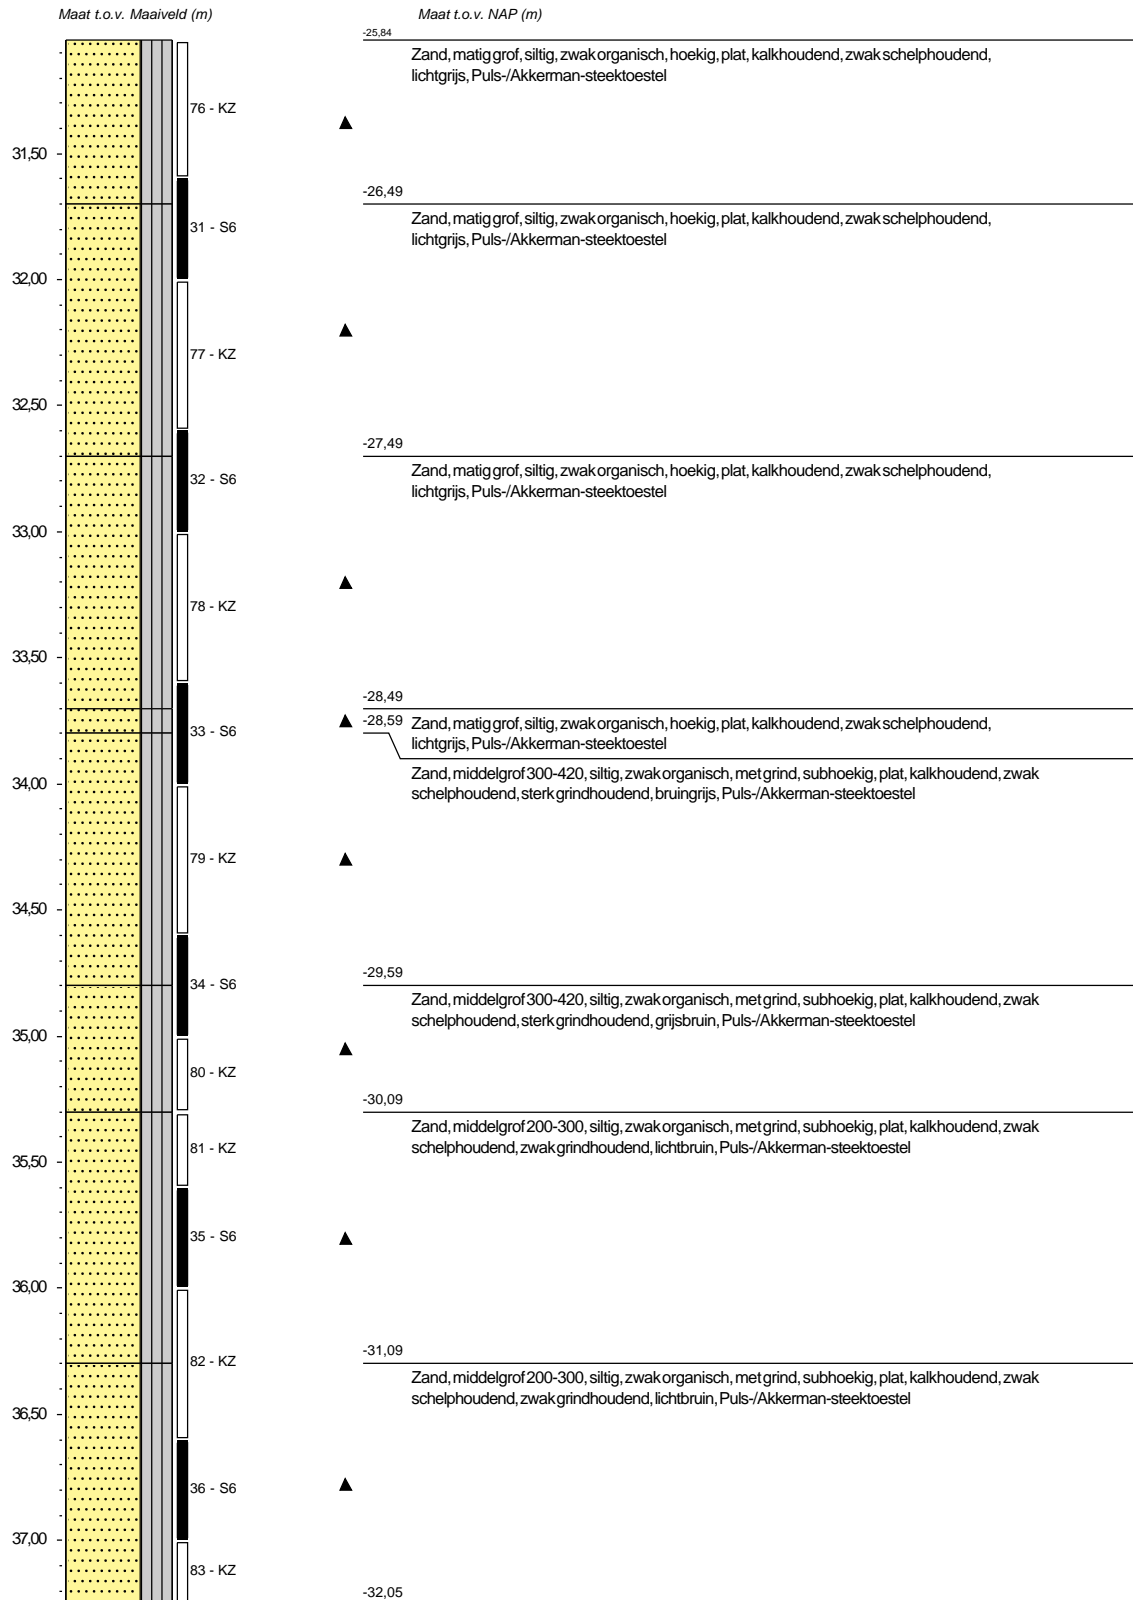 Maat t.o.v. Maaiveld (m)
Maat t.o.v. NAP (m)
-25,84
Zand, matig grof, siltig, zwak organisch, hoekig, plat, kalkhoudend, zwak schelphoudend,
lichtgrijs, Puls-/Akkerman-steektoestel
76 - KZ
31,50
-26,49
Zand, matig grof, siltig, zwak organisch, hoekig, plat, kalkhoudend, zwak schelphoudend,
lichtgrijs, Puls-/Akkerman-steektoestel
31 - S6
32,00
77 - KZ
32,50
-27,49
Zand, matig grof, siltig, zwak organisch, hoekig, plat, kalkhoudend, zwak schelphoudend,
lichtgrijs, Puls-/Akkerman-steektoestel
32 - S6
33,00
78 - KZ
33,50
-28,49
-28,59
Zand, matig grof, siltig, zwak organisch, hoekig, plat, kalkhoudend, zwak schelphoudend,
lichtgrijs, Puls-/Akkerman-steektoestel
33 - S6
Zand, middelgrof 300-420, siltig, zwak organisch, met grind, subhoekig, plat, kalkhoudend, zwak
schelphoudend, sterk grindhoudend, bruingrijs, Puls-/Akkerman-steektoestel
34,00
79 - KZ
34,50
-29,59
34 - S6
Zand, middelgrof 300-420, siltig, zwak organisch, met grind, subhoekig, plat, kalkhoudend, zwak
schelphoudend, sterk grindhoudend, grijsbruin, Puls-/Akkerman-steektoestel
35,00
80 - KZ
-30,09
Zand, middelgrof 200-300, siltig, zwak organisch, met grind, subhoekig, plat, kalkhoudend, zwak
schelphoudend, zwak grindhoudend, lichtbruin, Puls-/Akkerman-steektoestel
81 - KZ
35,50
35 - S6
36,00
-31,09
82 - KZ
Zand, middelgrof 200-300, siltig, zwak organisch, met grind, subhoekig, plat, kalkhoudend, zwak
schelphoudend, zwak grindhoudend, lichtbruin, Puls-/Akkerman-steektoestel
36,50
36 - S6
37,00
83 - KZ
-32,05